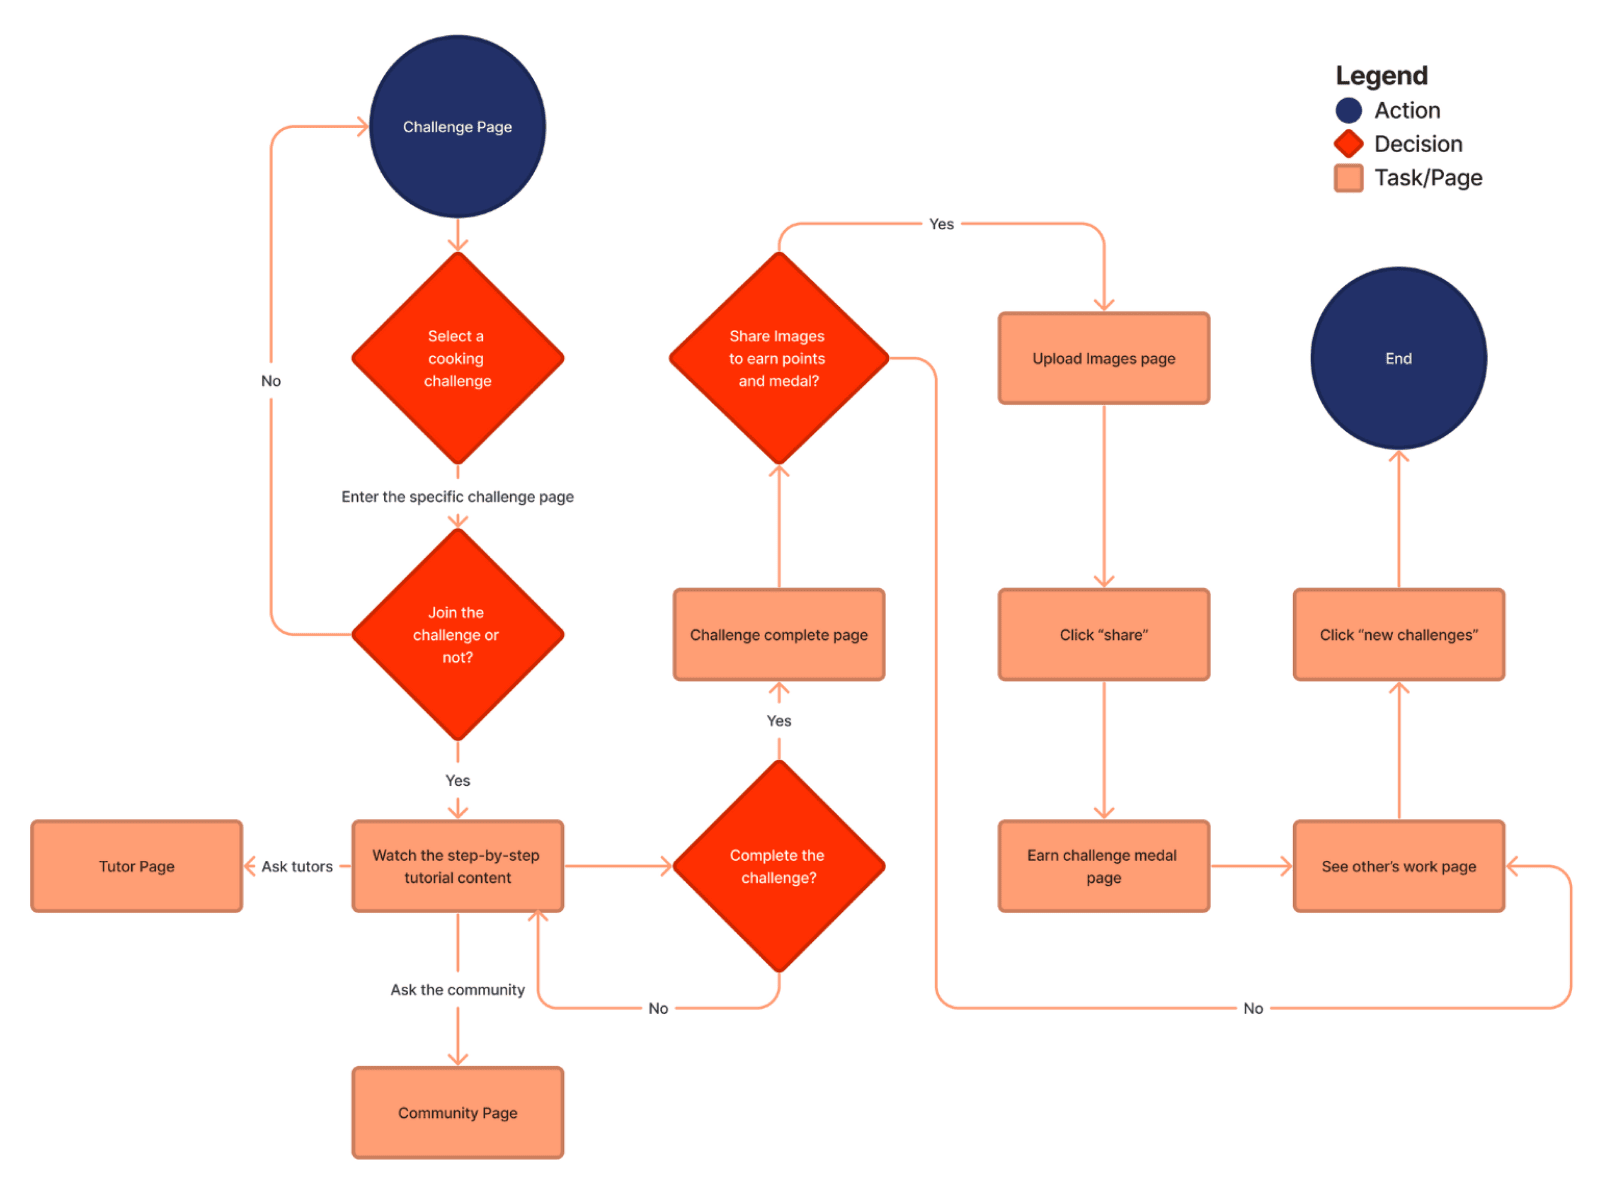 Challenge Page
Legend
Action
Decision
Task/Page
No
Select a
cooking
challenge
Enter the specific challenge page
Join the
challenge or
not?
Yes
Tutor Page
Ask tutors
Watch the step-by-step
tutorial content
Ask the community
Community Page
No
Complete the
challenge?
Yes
Challenge complete page
Share Images
to earn points
and medal?
Yes
Upload Images page
Click “share”
Earn challenge medal
page
No
See other’s work page
Click “new challenges”
End